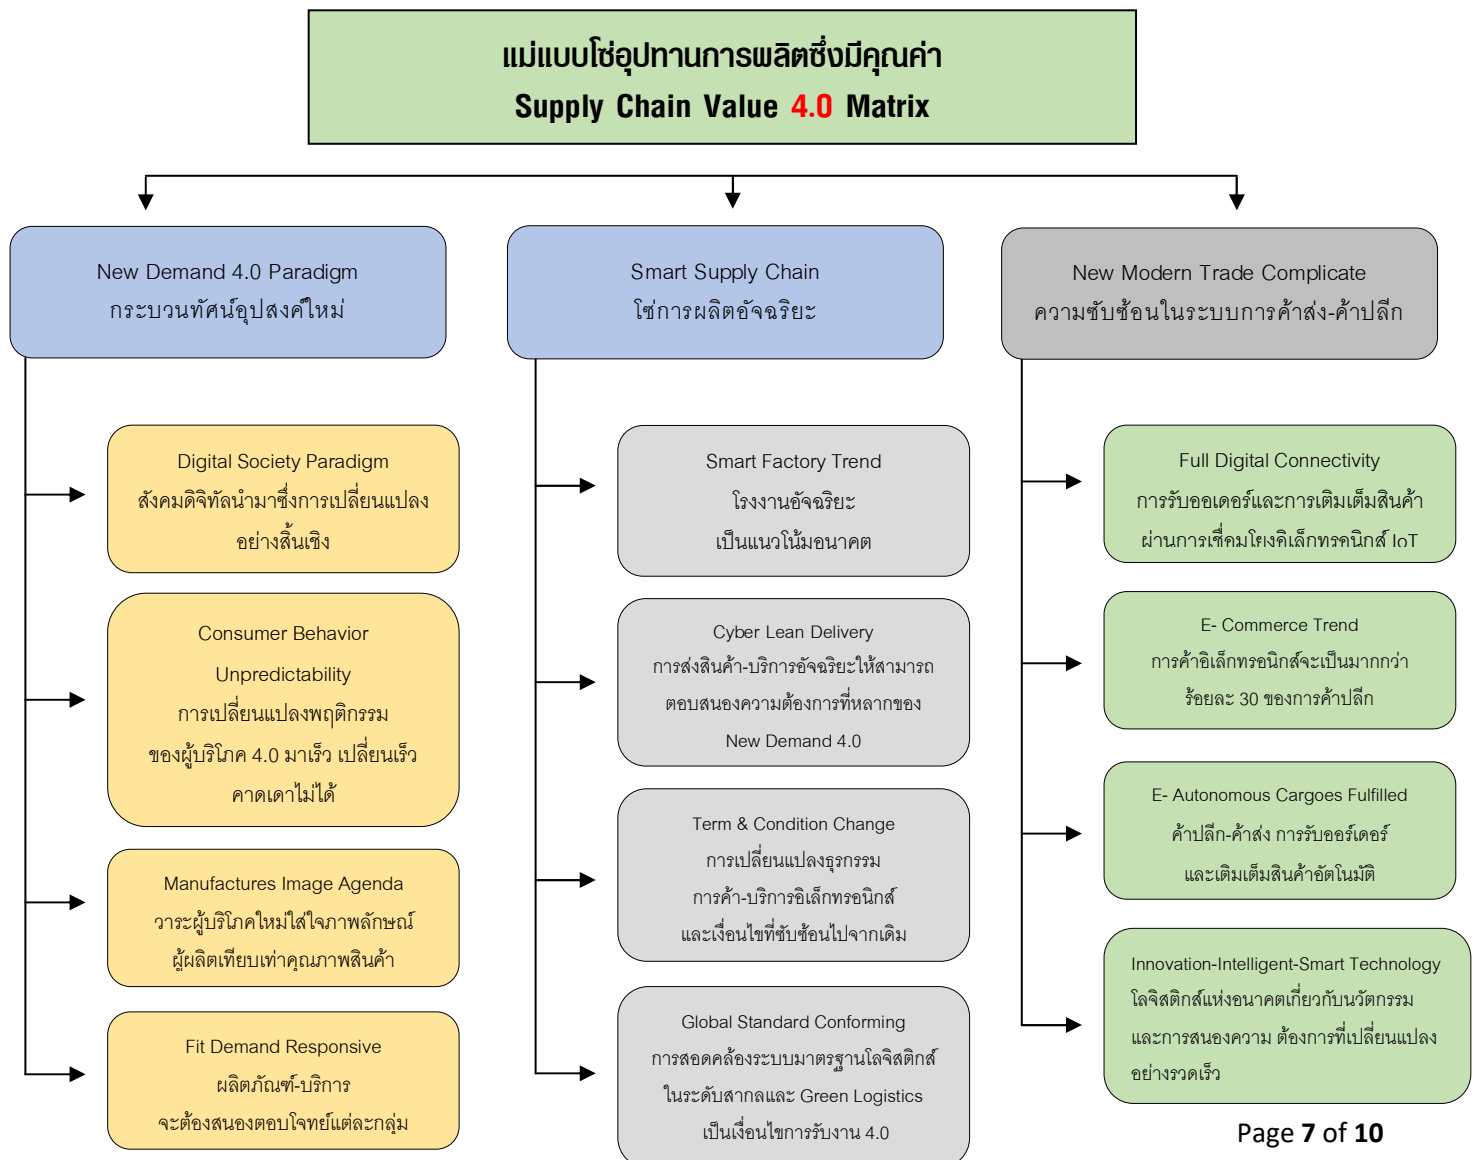 แม่แบบโซ่อุปทานการผลิตซึ่งมีคุณค่า
Supply Chain Value 4.0 Matrix
New Demand 4.0 Paradigm
กระบวนทัศน์อุปสงค์ใหม่
Digital Society Paradigm
สังคมดิจิทัลนำมาซึ่งการเปลี่ยนแปลง
อย่างสิ้นเชิง
Consumer Behavior
Unpredictability
การเปลี่ยนแปลงพฤติกรรม
ของผู้บริโภค 4.0 มาเร็ว เปลี่ยนเร็ว
คาดเดาไม่ได้
Manufactures Image Agenda
วาระผู้บริโภคใหม่ใส่ใจภาพลักษณ์
ผู้ผลิตเทียบเท่าคุณภาพสินค้า
Fit Demand Responsive
ผลิตภัณฑ์-บริการ
จะต้องสนองตอบโจทย์แต่ละกลุ่ม
Smart Supply Chain
โซ่การผลิตอัจฉริยะ
Smart Factory Trend
โรงงานอัจฉริยะ
เป็นแนวโน้มอนาคต
Cyber Lean Delivery
การส่งสินค้า-บริการอัจฉริยะให้สามารถ
ตอบสนองความต้องการที่หลากของ
New Demand 4.0
Term & Condition Change
การเปลี่ยนแปลงธุรกรรม
การค้า-บริการอิเล็กทรอนิกส์
และเงื่อนไขที่ซับซ้อนไปจากเดิม
Global Standard Conforming
การสอดคล้องระบบมาตรฐานโลจิสติกส์
ในระดับสากลและ Green Logistics
เป็นเงื่อนไขการรับงาน 4.0
New Modern Trade Complicate
ความซับซ้อนในระบบการค้าส่ง-ค้าปลีก
Full Digital Connectivity
การรับออเดอร์และการเติมเต็มสินค้า
ผ่านการเชื่อมโยงอิเล็กทรอนิกส์ IoT
E- Commerce Trend
การค้าอิเล็กทรอนิกส์จะเป็นมากกว่า
ร้อยละ 30 ของการค้าปลีก
E- Autonomous Cargoes Fulfilled
ค้าปลีก-ค้าส่ง การรับออร์เดอร์
และเติมเต็มสินค้าอัตโนมัติ
Innovation-Intelligent-Smart Technology
โลจิสติกส์แห่งอนาคตเกี่ยวกับนวัตกรรม
และการสนองความ ต้องการที่เปลี่ยนแปลง
อย่างรวดเร็ว
Page 7 of 10